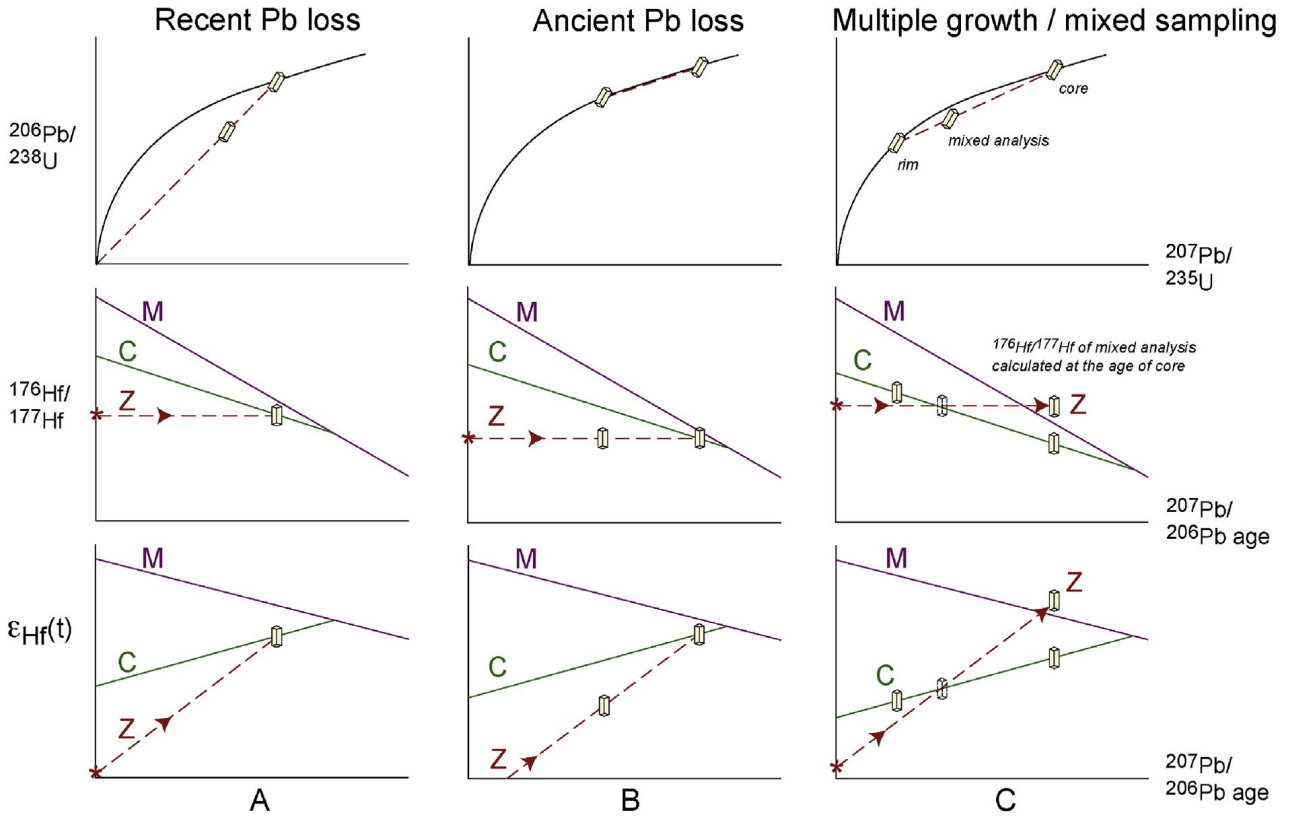 Recent Pb loss
Ancient Pb loss
Multiple growth / mixed sampling
²⁰⁶Pb/
²³⁸U
core
mixed analysis
rim
²⁰⁷Pb/
²³⁵U
M
C
Z
*
M
C
Z
*
M
C
Z
*
¹⁷⁶Hf/¹⁷⁷Hf of mixed analysis
calculated at the age of core
¹⁷⁶Hf/
¹⁷⁷Hf
²⁰⁷Pb/
²⁰⁶Pb age
εHf(t)
M
C
Z
*
M
C
Z
M
C
Z
*
²⁰⁷Pb/
²⁰⁶Pb age
A
B
C